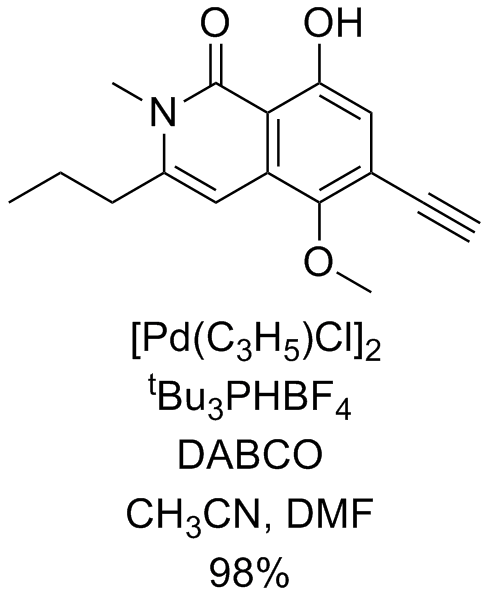 O OH
N
O
[Pd(C₃H₅)Cl]₂
ᵗBu₃PHBF₄
DABCO
CH₃CN, DMF
98%